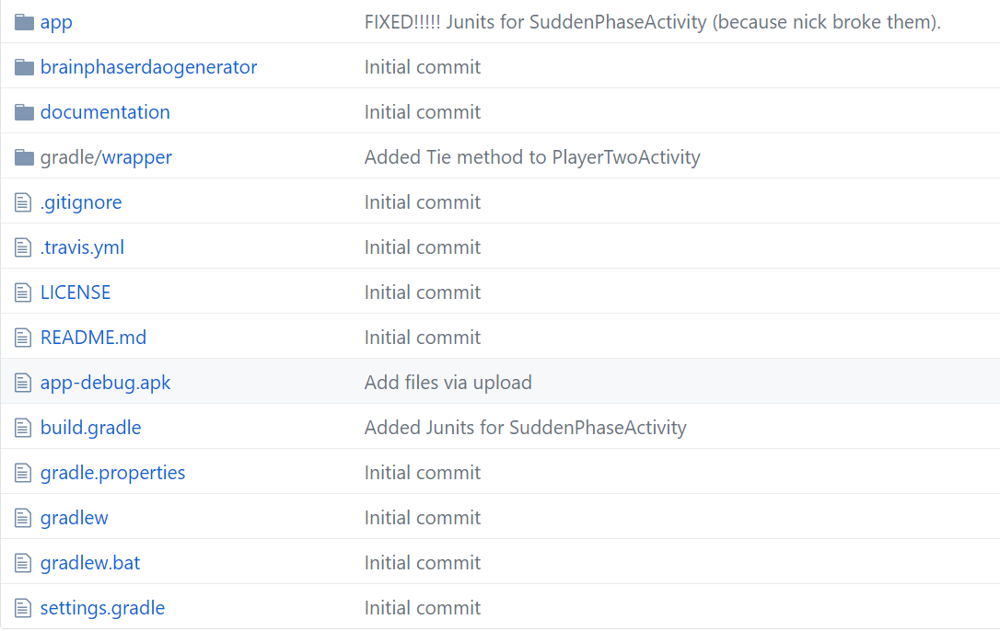 app FIXED!!!!! Junits for SuddenPhaseActivity (because nick broke them).
brainphaserdaogenerator Initial commit
documentation Initial commit
gradle/wrapper Added Tie method to PlayerTwoActivity
.gitignore Initial commit
.travis.yml Initial commit
LICENSE Initial commit
README.md Initial commit
app-debug.apk Add files via upload
build.gradle Added Junits for SuddenPhaseActivity
gradle.properties Initial commit
gradlew Initial commit
gradlew.bat Initial commit
settings.gradle Initial commit